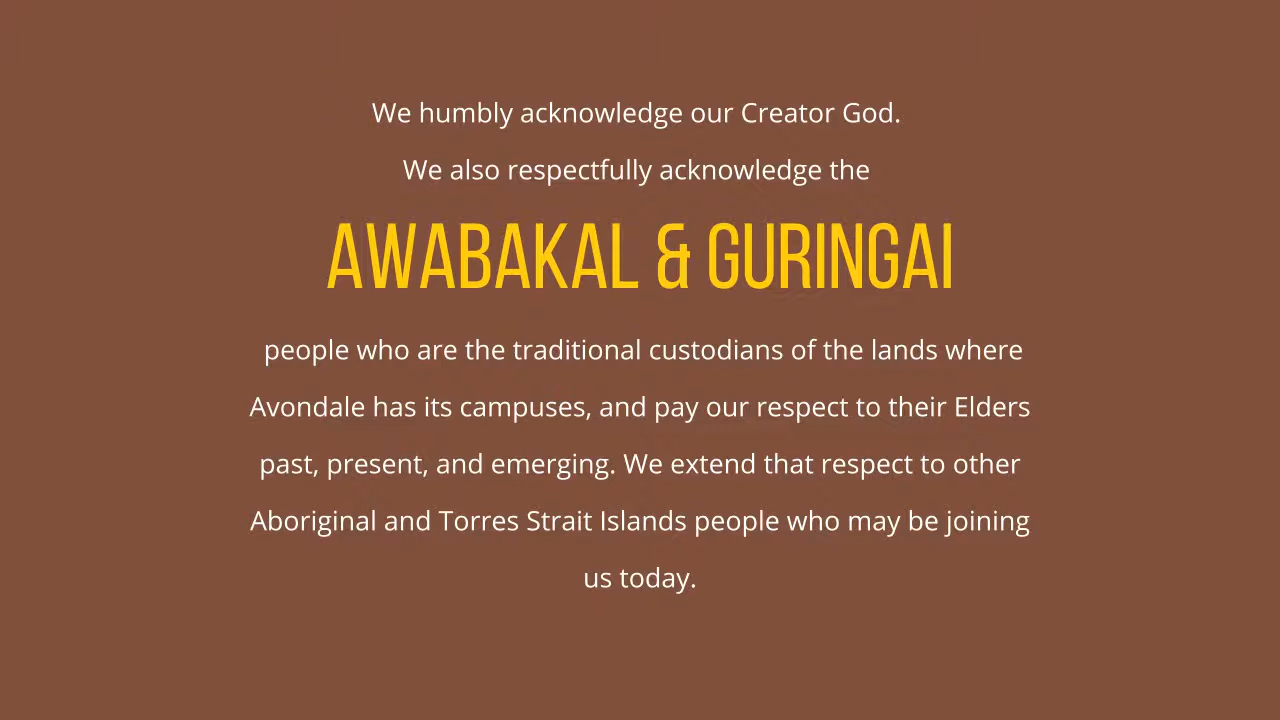 We humbly acknowledge our Creator God.
We also respectfully acknowledge the
AWABAKAL & GURINGAI
people who are the traditional custodians of the lands where
Avondale has its campuses, and pay our respect to their Elders
past, present, and emerging. We extend that respect to other
Aboriginal and Torres Strait Islands people who may be joining
us today.